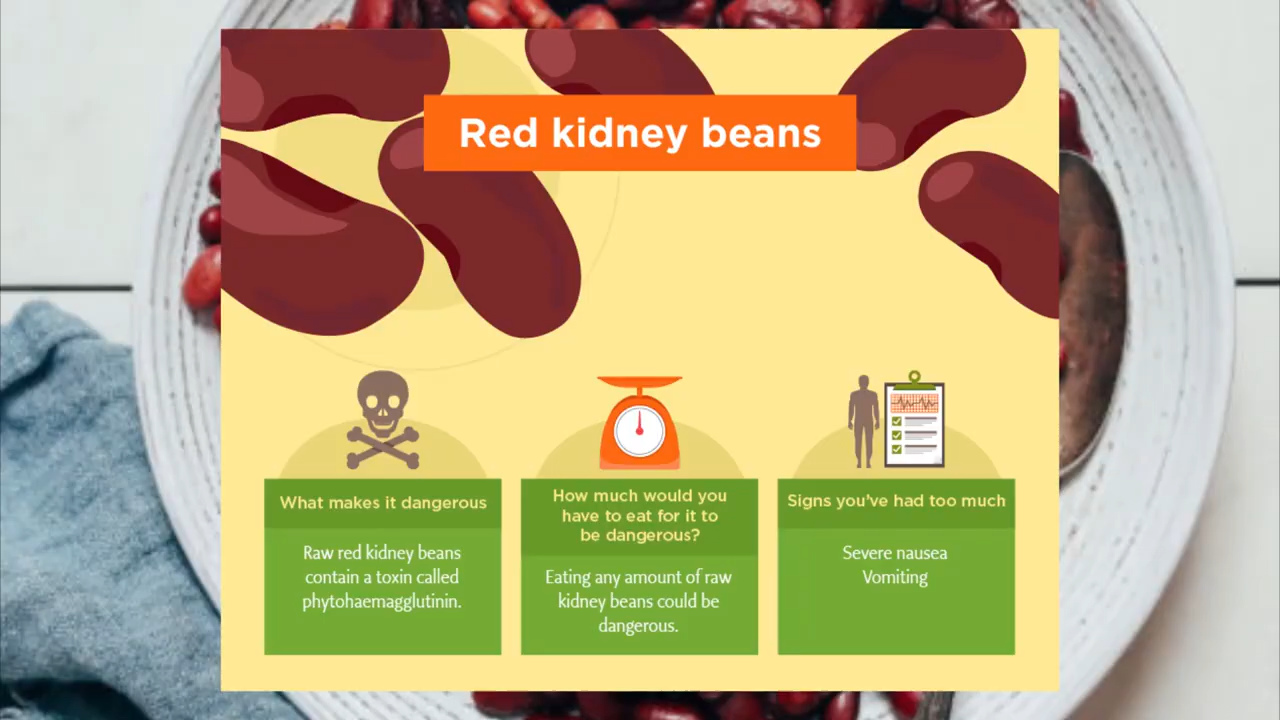 Red kidney beans
What makes it dangerous
Raw red kidney beans
contain a toxin called
phytohaemagglutinin.
How much would you
have to eat for it to
be dangerous?
Eating any amount of raw
kidney beans could be
dangerous.
Signs you've had too much
Severe nausea
Vomiting